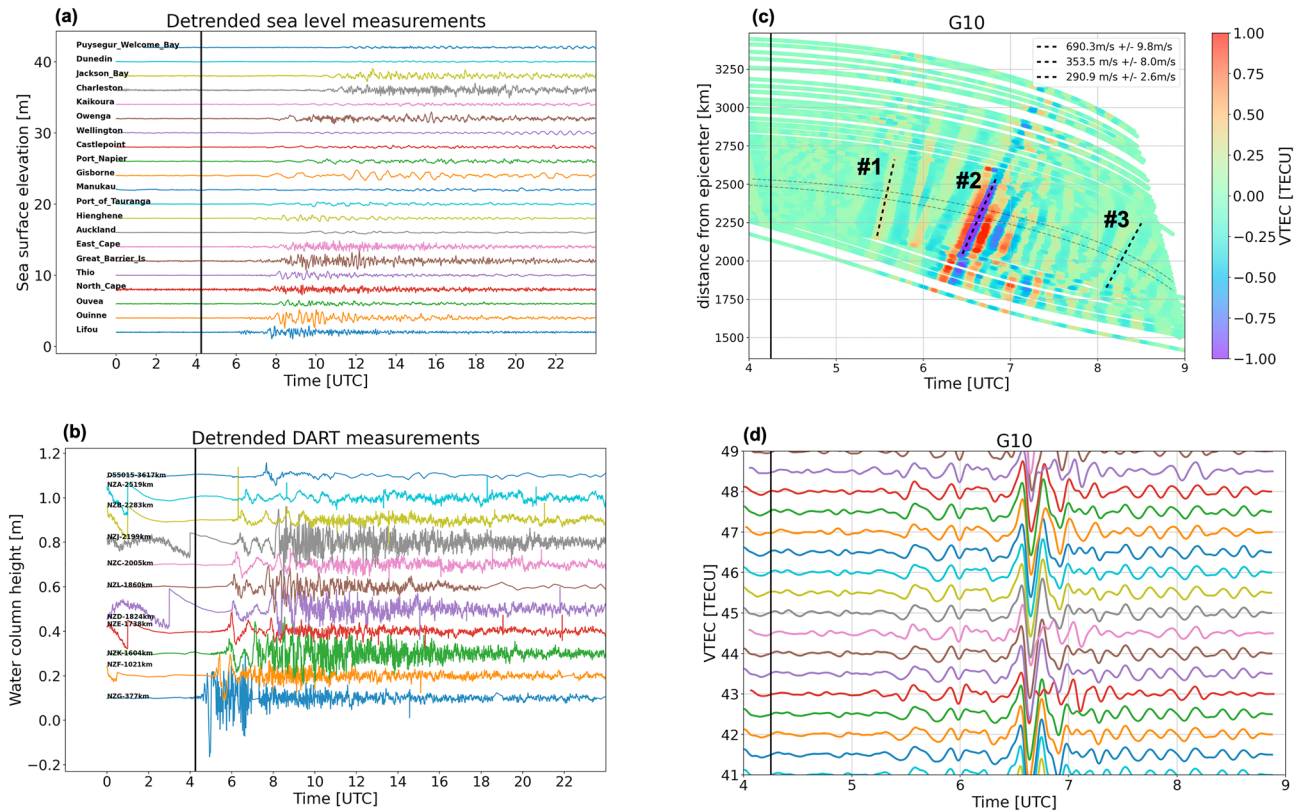 (a)
Detrended sea level measurements
Sea surface elevation [m]
40
30
20
10
0
Puysegur_Welcome_Bay
Dunedin
Jackson_Bay
Charleston
Kaikoura
Owenga
Wellington
Castlepoint
Port_Napier
Gisborne
Manukau
Port_of_Tauranga
Hienghene
Auckland
East_Cape
Great_Barrier_Is
Thio
North_Cape
Ouvea
Ouinne
Lifou
0 2 4 6 8 10 12 14 16 18 20 22
Time [UTC]
(c)
G10
distance from epicenter [km]
3250
3000
2750
2500
2250
2000
1750
1500
690.3m/s +/- 9.8m/s
353.5 m/s +/- 8.0m/s
290.9 m/s +/- 2.6m/s
#1
#2
#3
4 5 6 7 8 9
Time [UTC]
1.00
0.75
0.50
0.25
0.00
−0.25
−0.50
−0.75
−1.00
VTEC [TECU]
(b)
Detrended DART measurements
Water column height [m]
1.2
1.0
0.8
0.6
0.4
0.2
0.0
−0.2
D55015-3617km
NZA-2519km
NZB-2283km
NZJ-2199km
NZC-2005km
NZL-1860km
NZD-1824km
NZE-1738km
NZK-1604km
NZF-1021km
NZG-377km
0 2 4 6 8 10 12 14 16 18 20 22
Time [UTC]
(d)
G10
VTEC [TECU]
49
48
47
46
45
44
43
42
41
4 5 6 7 8 9
Time [UTC]